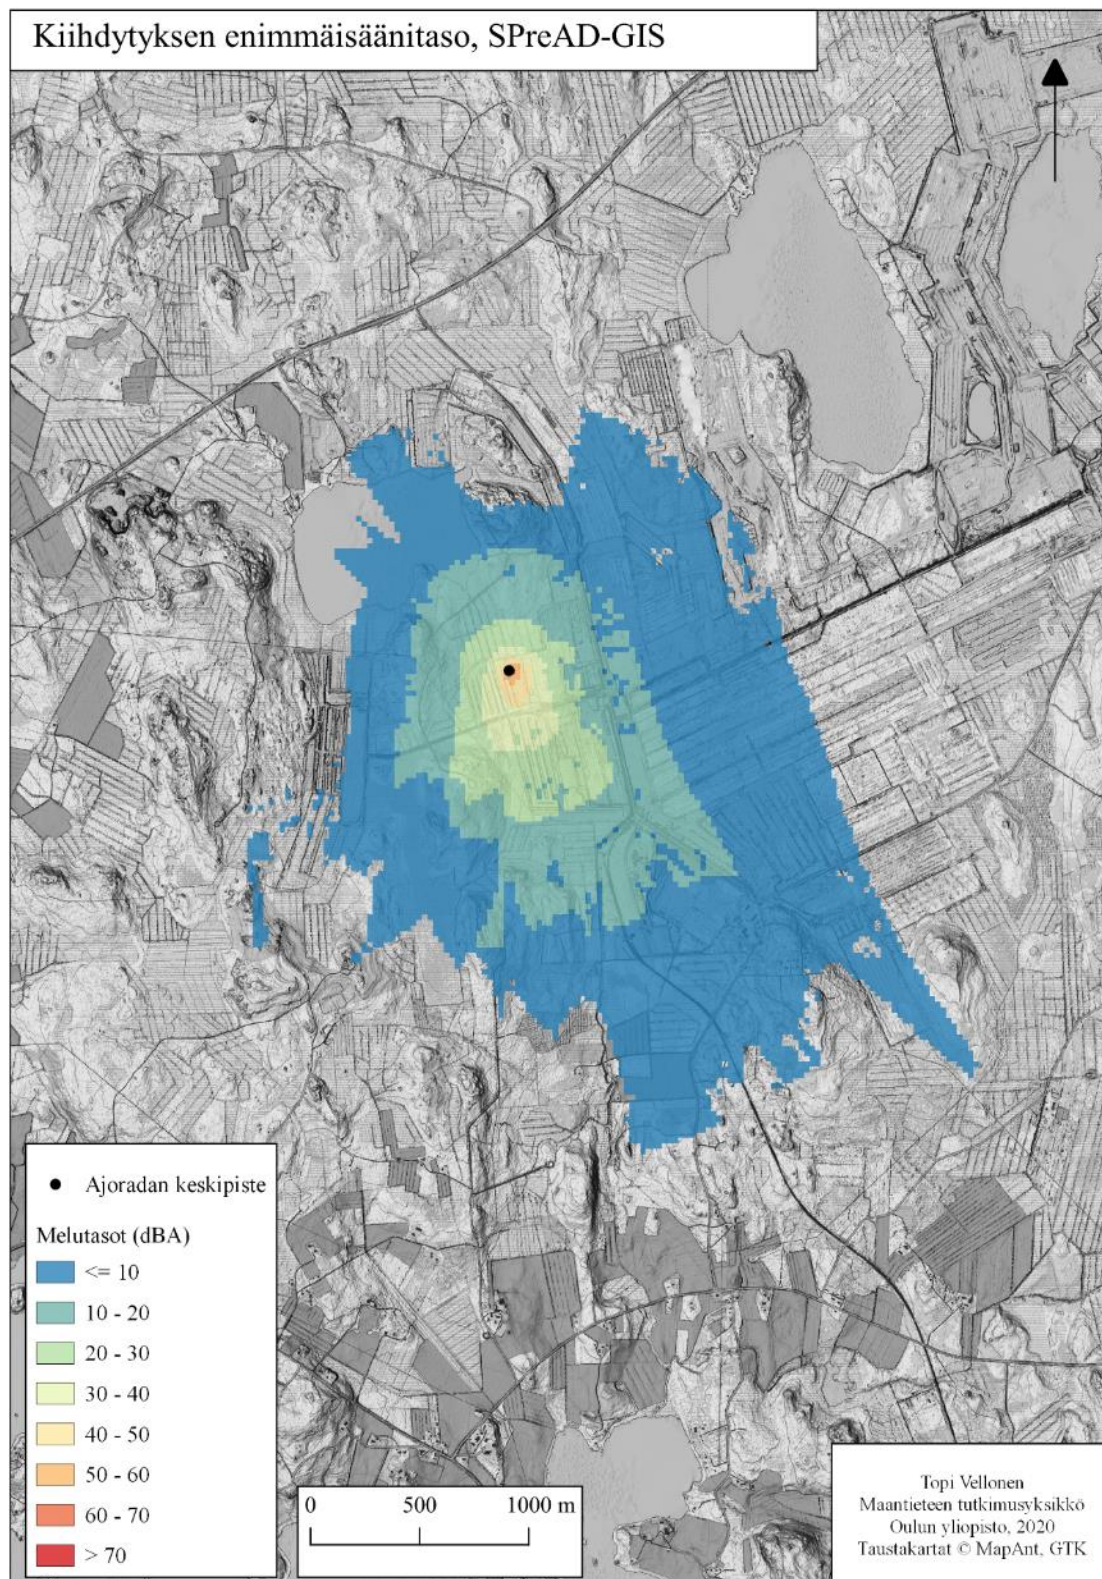 Kiihdytyksen enimmäisäänitaso, SPreAD-GIS
Ajoradan keskipiste
Melutasot (dBA)
<= 10
10 - 20
20 - 30
30 - 40
40 - 50
50 - 60
60 - 70
> 70
0 500 1000 m
Topi Vellonen
Maantieteen tutkimusyksikkö
Oulun yliopisto, 2020
Taustakartat © MapAnt, GTK